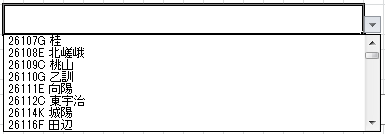 26107G 桂
26108E 北嵯峨
26109C 桃山
26110G 乙訓
26111E 向陽
26112C 東宇治
26114K 城陽
26116F 田辺